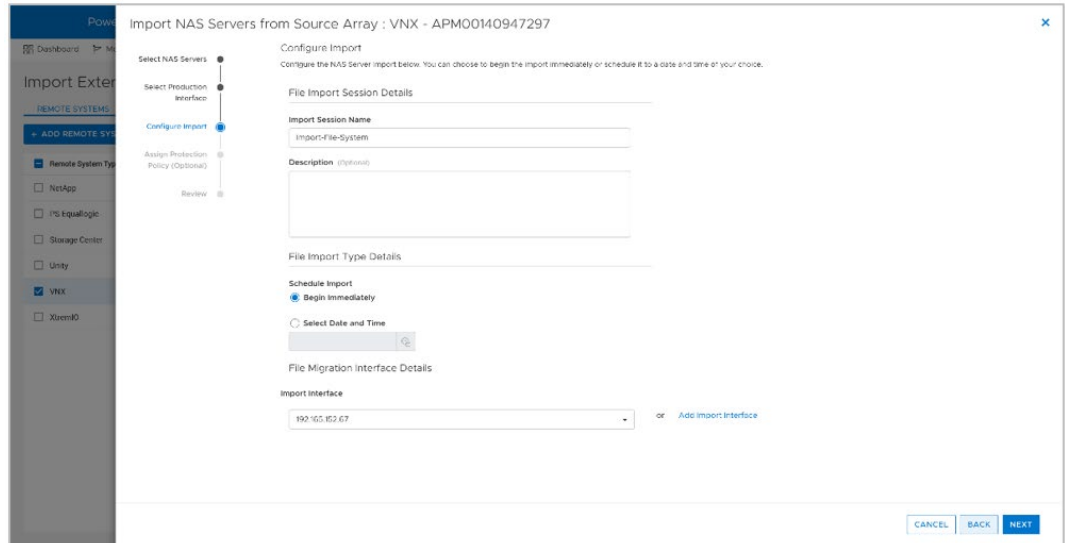 Powe
Import NAS Servers from Source Array : VNX - APM00140947297
Dashboard
Import Exter
REMOTE SYSTEMS
+ ADD REMOTE SYS
Remote System Typ
NetApp
PS Equallogic
Storage Center
Unity
VNX
XtremIO
Select NAS Servers
Select Production
Interface
Configure Import
Assign Protection
Policy (Optional)
Review
Configure Import
Configure the NAS Server import below. You can choose to begin the import immediately or schedule it to a date and time of your choice.
File Import Session Details
Import Session Name
Import-File-System
Description (Optional)
File Import Type Details
Schedule Import
Begin Immediately
Select Date and Time
File Migration Interface Details
Import Interface
192.165.152.67
or Add Import Interface
CANCEL BACK NEXT